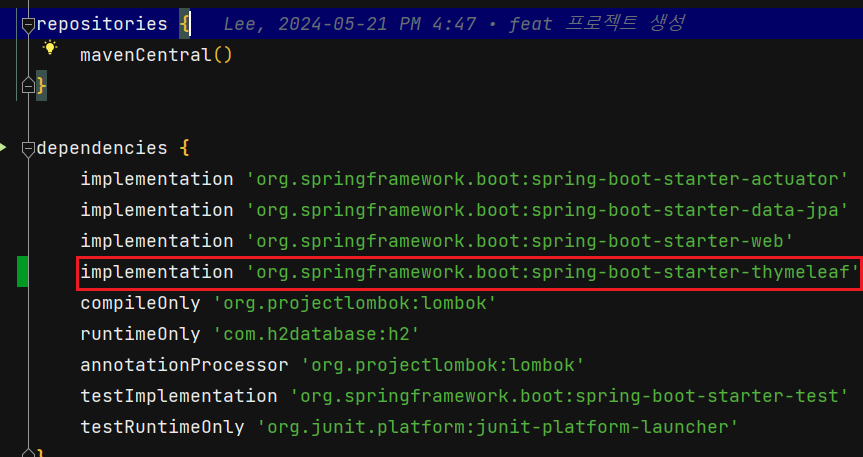 repositories {    Lee, 2024-05-21 PM 4:47 • feat 프로젝트 생성
    mavenCentral()
}
dependencies {
    implementation 'org.springframework.boot:spring-boot-starter-actuator'
    implementation 'org.springframework.boot:spring-boot-starter-data-jpa'
    implementation 'org.springframework.boot:spring-boot-starter-web'
    implementation 'org.springframework.boot:spring-boot-starter-thymeleaf'
    compileOnly 'org.projectlombok:lombok'
    runtimeOnly 'com.h2database:h2'
    annotationProcessor 'org.projectlombok:lombok'
    testImplementation 'org.springframework.boot:spring-boot-starter-test'
    testRuntimeOnly 'org.junit.platform:junit-platform-launcher'
}